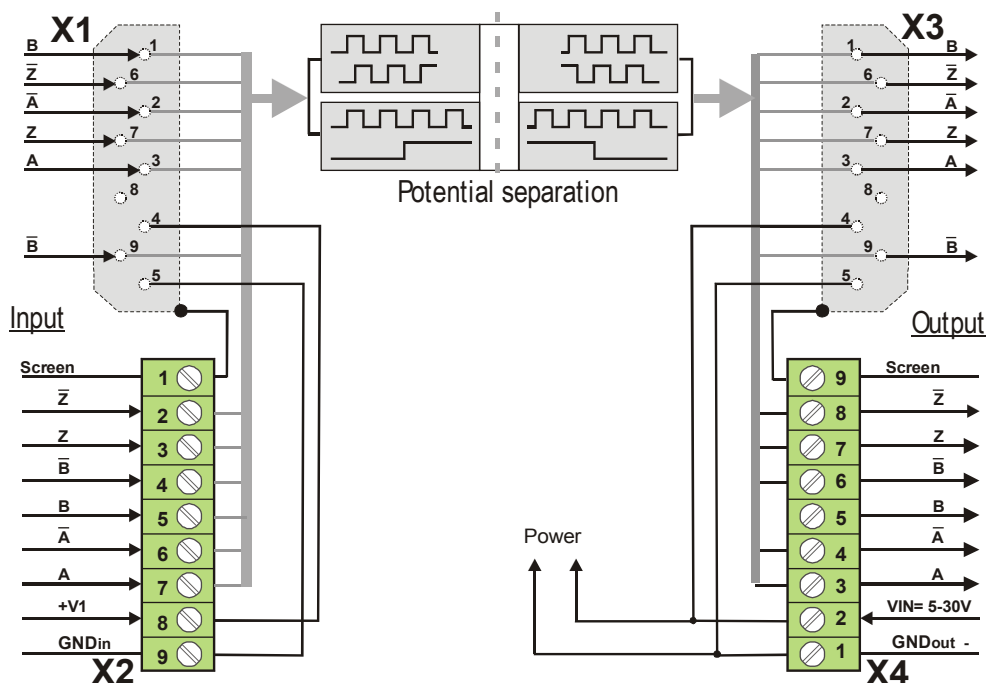 X1
B 1
Z̅ 6
A̅ 2
Z 7
A 3
8
4
B̅ 9
5
Input
Screen 1
Z̅ 2
Z 3
B̅ 4
B 5
A̅ 6
A 7
+V1 8
GNDin 9
X2
Potential separation
Power
X3
1 B
6 Z̅
2 A̅
7 Z
3 A
8
4
9 B̅
5
Output
9 Screen
8 Z̅
7 Z
6 B̅
5 B
4 A̅
3 A
2 VIN= 5-30V
1 GNDout -
X4